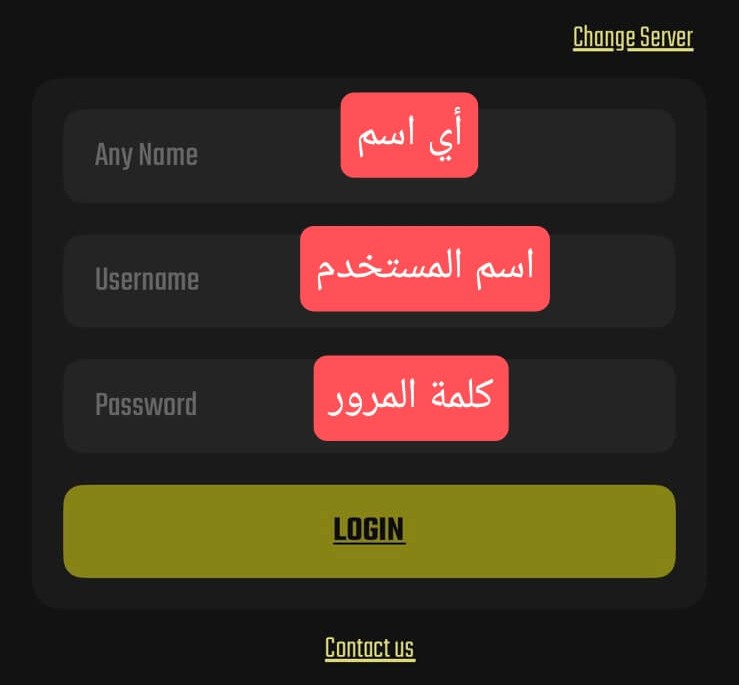 Change Server
Any Name
أي اسم
Username
اسم المستخدم
Password
كلمة المرور
LOGIN
Contact us